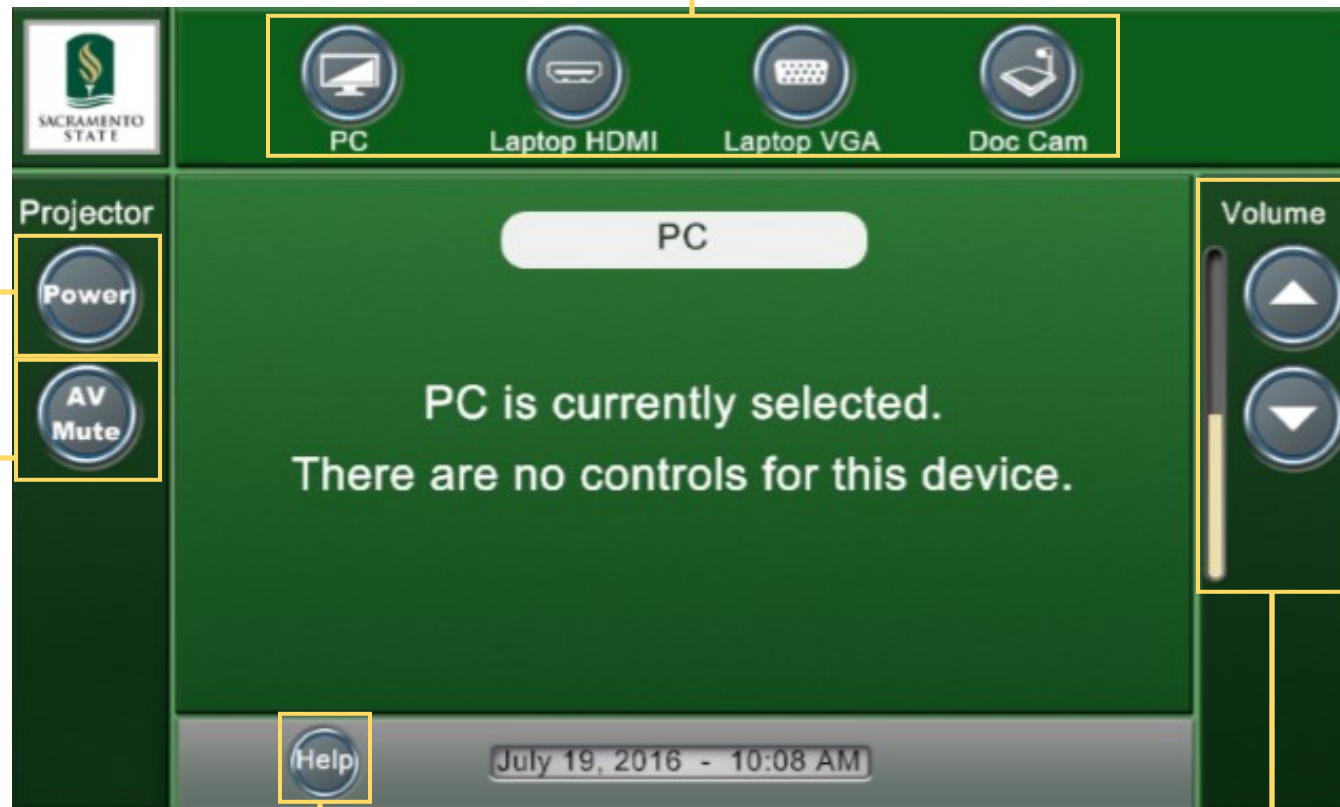 SACRAMENTO
STATE
PC
Laptop HDMI
Laptop VGA
Doc Cam
Projector
Power
AV
Mute
PC
PC is currently selected.
There are no controls for this device.
Volume
Help
July 19, 2016 - 10:08 AM